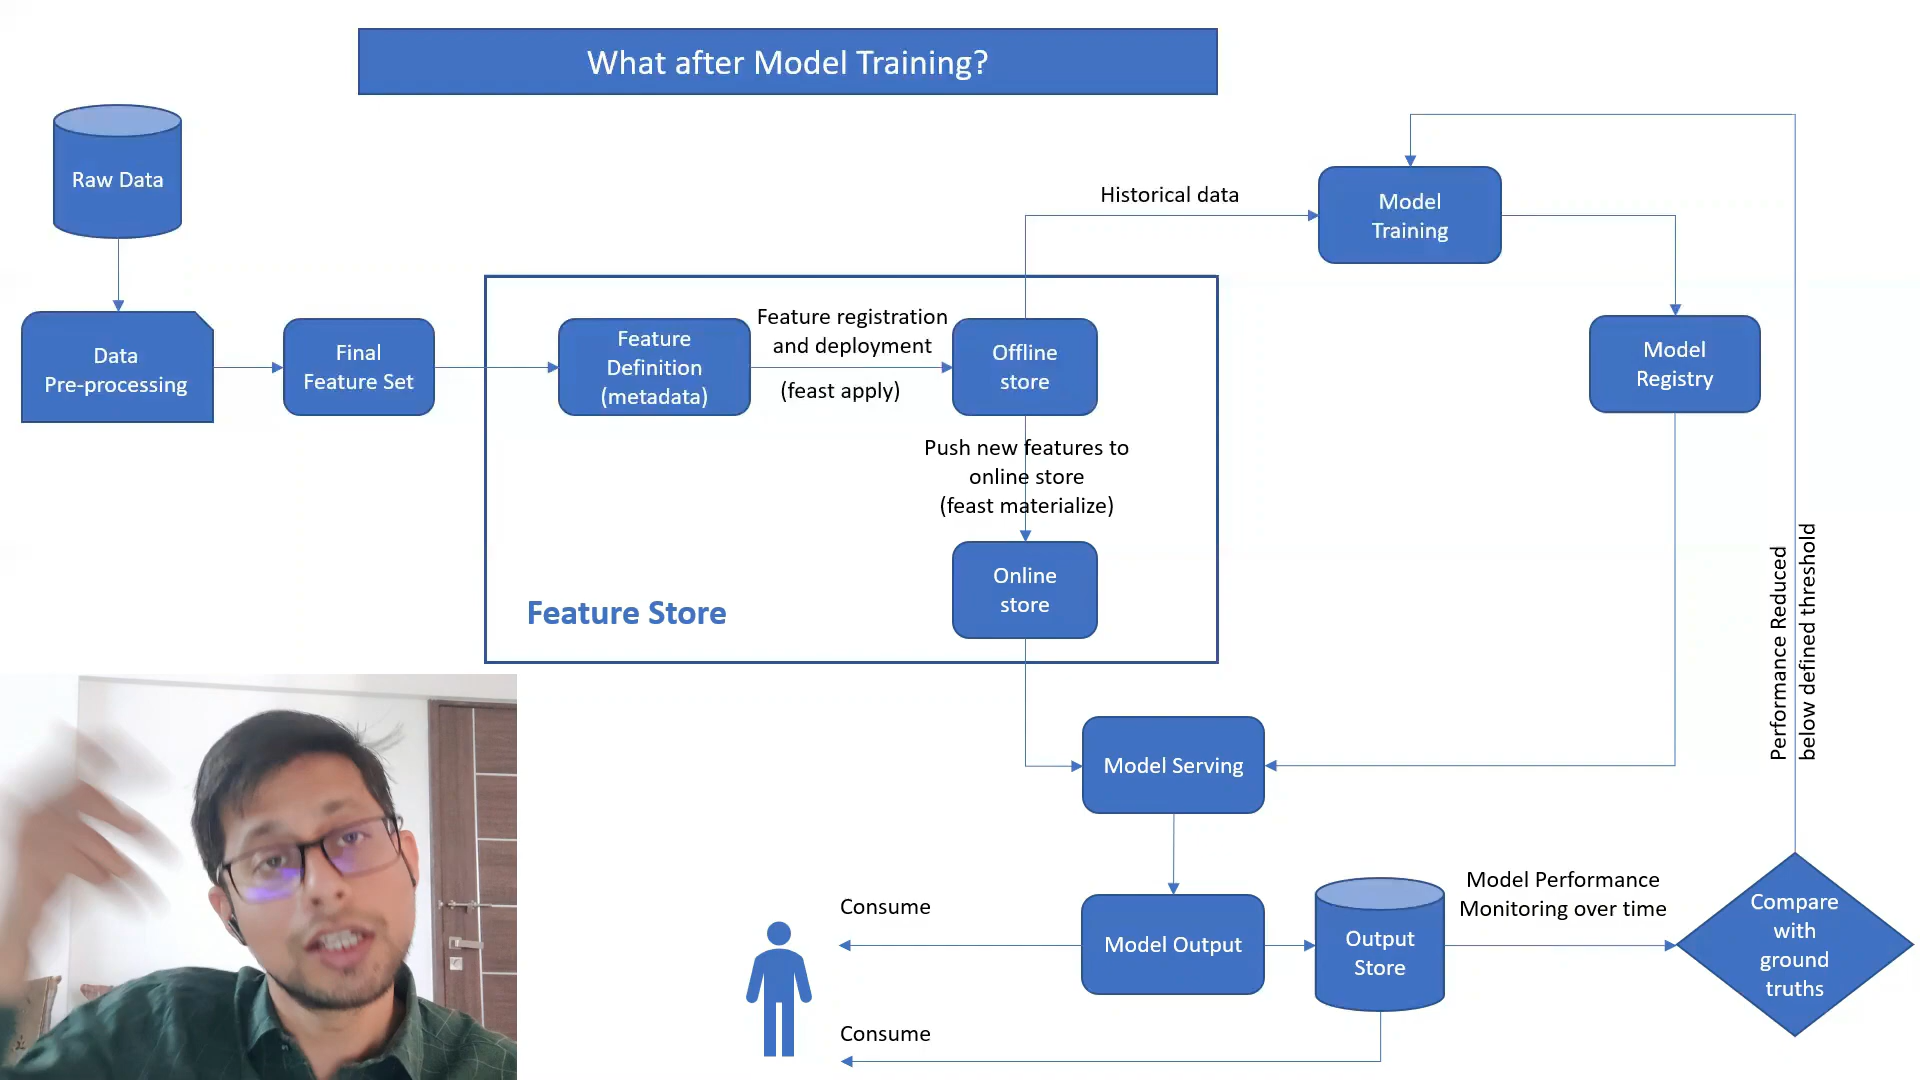 What after Model Training?
Raw Data
Data
Pre-processing
Final
Feature Set
Feature
Definition
(metadata)
Feature registration
and deployment
(feast apply)
Offline
store
Push new features to
online store
(feast materialize)
Online
store
Feature Store
Historical data
Model
Training
Model
Registry
Model Serving
Model Output
Output
Store
Consume
Consume
Model Performance
Monitoring over time
Compare
with
ground
truths
Performance Reduced
below defined threshold